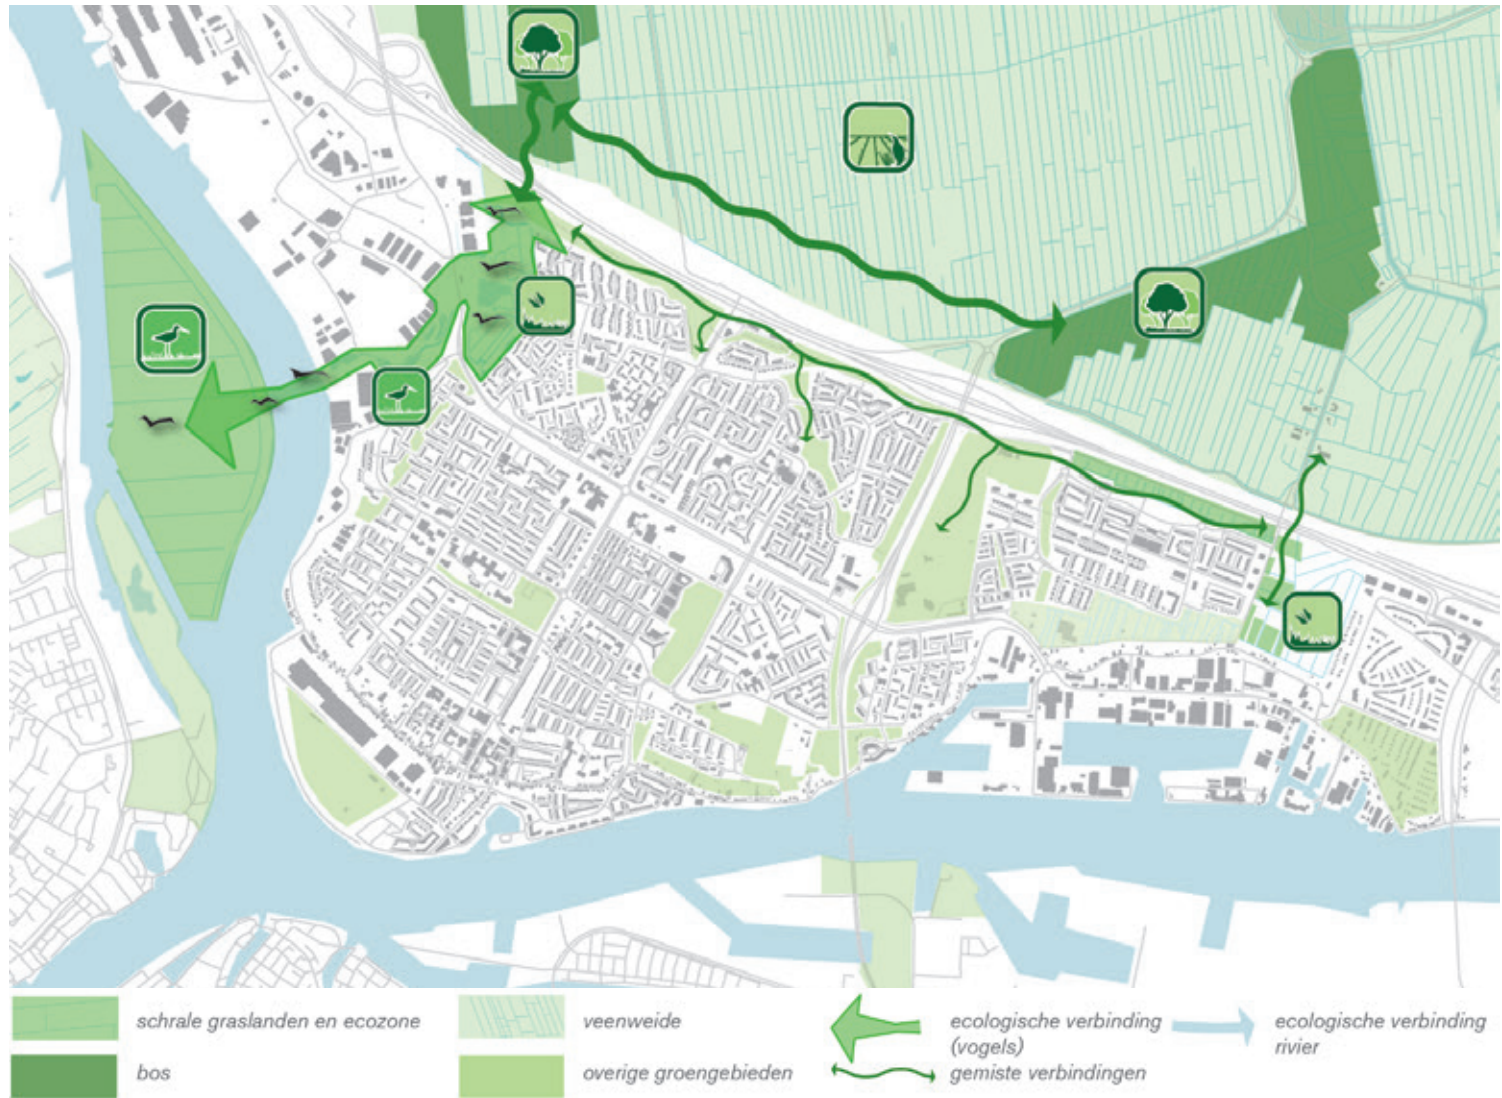 schrale graslanden en ecozone
veenweide
ecologische verbinding
(vogels)
ecologische verbinding
rivier
bos
overige groengebieden
gemiste verbindingen